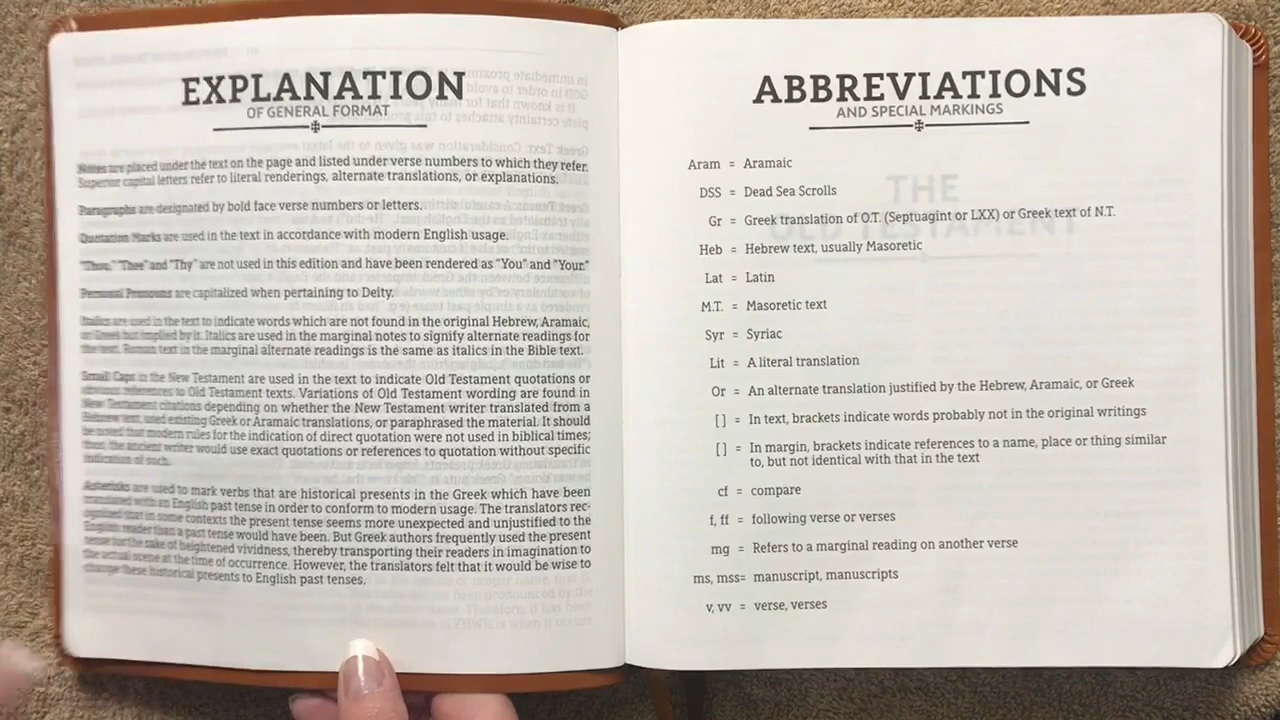 EXPLANATION
OF GENERAL FORMAT
Notes are placed under the text on the page and listed under verse numbers to which they refer.
Superior capital letters refer to literal renderings, alternate translations, or explanations.
Paragraphs are designated by bold face verse numbers or letters.
Quotation Marks are used in the text in accordance with modern English usage.
"Thou," "Thee" and "Thy" are not used in this edition and have been rendered as "You" and "Your."
Personal Pronouns are capitalized when pertaining to Deity.
Italics are used in the text to indicate words which are not found in the original Hebrew, Aramaic,
or Greek but implied by it. Italics are used in the marginal notes to signify alternate readings for
the text. Roman text in the marginal alternate readings is the same as italics in the Bible text.
Small Caps in the New Testament are used in the text to indicate Old Testament quotations or
obvious references to Old Testament texts. Variations of Old Testament wording are found in
New Testament citations depending on whether the New Testament writer translated from a
Hebrew text, used existing Greek or Aramaic translations, or paraphrased the material. It should
be noted that modern rules for the indication of direct quotation were not used in biblical times;
thus, the ancient writer would use exact quotations or references to quotation without specific
indication of such.
Asterisks are used to mark verbs that are historical presents in the Greek which have been
translated with an English past tense in order to conform to modern usage. The translators rec-
ognized that in some contexts the present tense seems more unexpected and unjustified to the
English reader than a past tense would have been. But Greek authors frequently used the present
tense for the sake of heightened vividness, thereby transporting their readers in imagination to
the actual scene at the time of occurrence. However, the translators felt that it would be wise to
change these historical presents to English past tenses.
ABBREVIATIONS
AND SPECIAL MARKINGS
Aram = Aramaic
DSS = Dead Sea Scrolls
Gr = Greek translation of O.T. (Septuagint or LXX) or Greek text of N.T.
Heb = Hebrew text, usually Masoretic
Lat = Latin
M.T. = Masoretic text
Syr = Syriac
Lit = A literal translation
Or = An alternate translation justified by the Hebrew, Aramaic, or Greek
[ ] = In text, brackets indicate words probably not in the original writings
[ ] = In margin, brackets indicate references to a name, place or thing similar
to, but not identical with that in the text
cf = compare
f, ff = following verse or verses
mg = Refers to a marginal reading on another verse
ms, mss= manuscript, manuscripts
v, vv = verse, verses
THE
OLD TESTAMENT